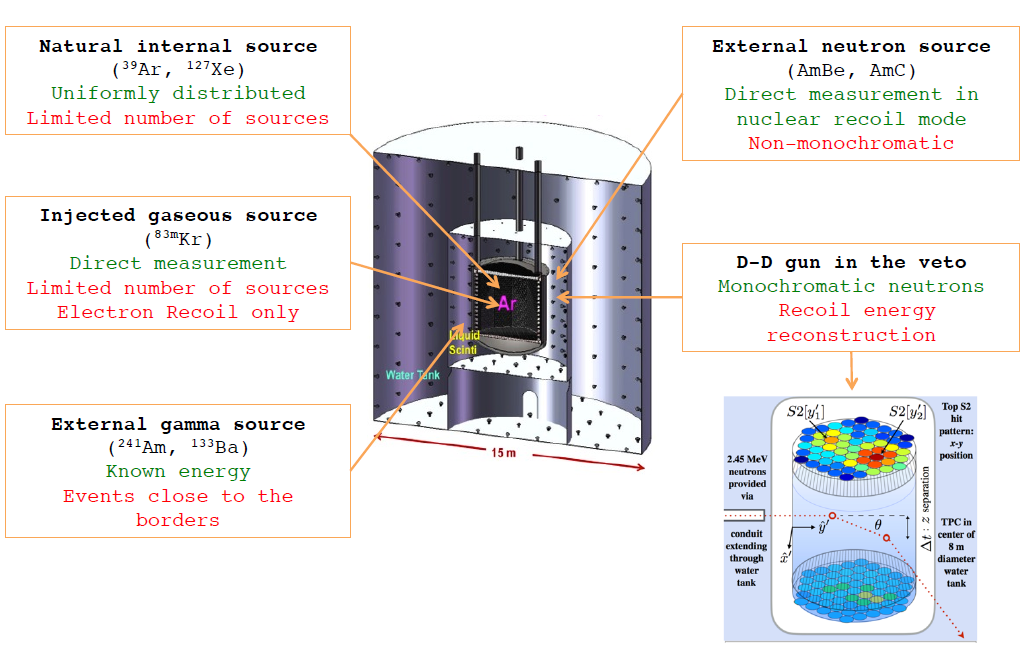 Natural internal source
(³⁹Ar, ¹²⁷Xe)
Uniformly distributed
Limited number of sources
Injected gaseous source
(⁸³ᵐKr)
Direct measurement
Limited number of sources
Electron Recoil only
External gamma source
(²⁴¹Am, ¹³³Ba)
Known energy
Events close to the
borders
Ar
Liquid
Scinti
Water Tank
15 m
External neutron source
(AmBe, AmC)
Direct measurement in
nuclear recoil mode
Non-monochromatic
D-D gun in the veto
Monochromatic neutrons
Recoil energy
reconstruction
S2[y′₁]
S2[y′₂]
Top S2
hit
pattern:
x-y
position
2.45 MeV
neutrons
provided
via
conduit
extending
through
water
tank
ŷ′
x̂′
θ
Δt : z separation
TPC in
center of
8 m
diameter
water
tank